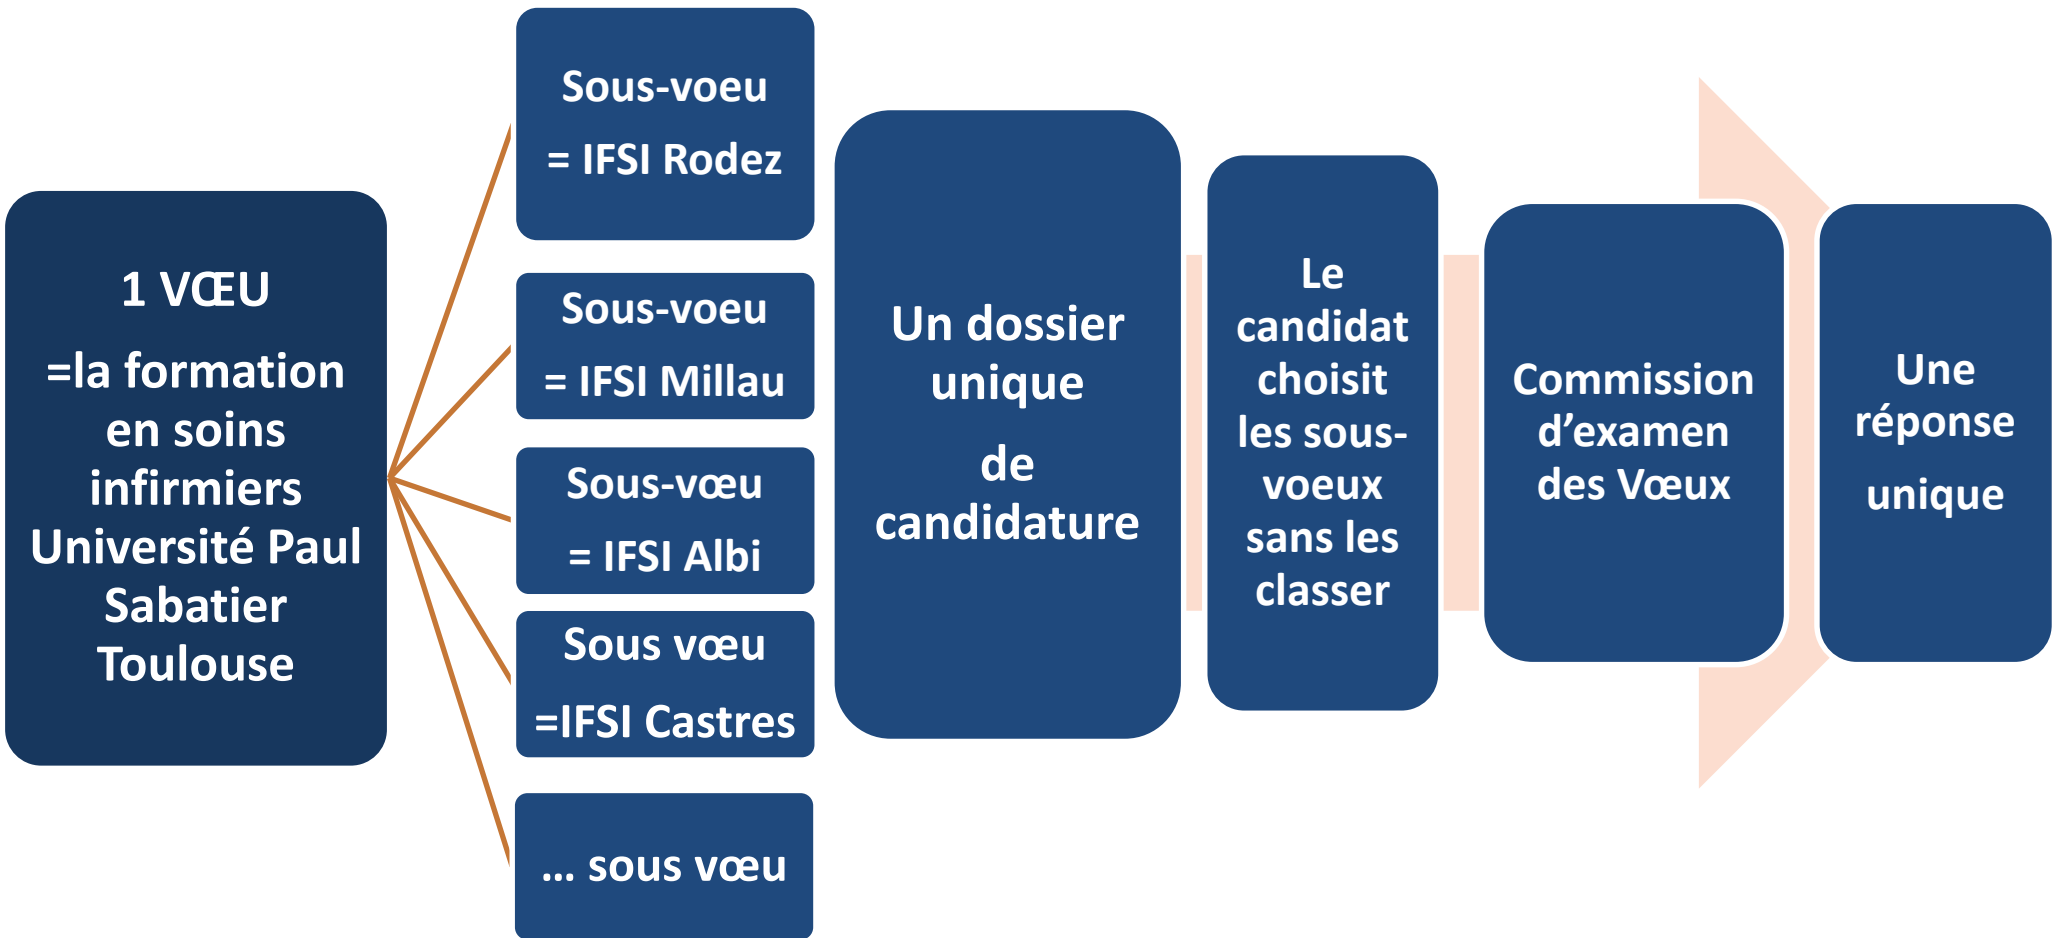 1 VŒU
=la formation
en soins
infirmiers
Université Paul
Sabatier
Toulouse
Sous-voeu
= IFSI Rodez
Sous-voeu
= IFSI Millau
Sous-vœu
= IFSI Albi
Sous vœu
=IFSI Castres
... sous vœu
Un dossier
unique
de
candidature
Le
candidat
choisit
les sous-
voeux
sans les
classer
Commission
d’examen
des Vœux
Une
réponse
unique